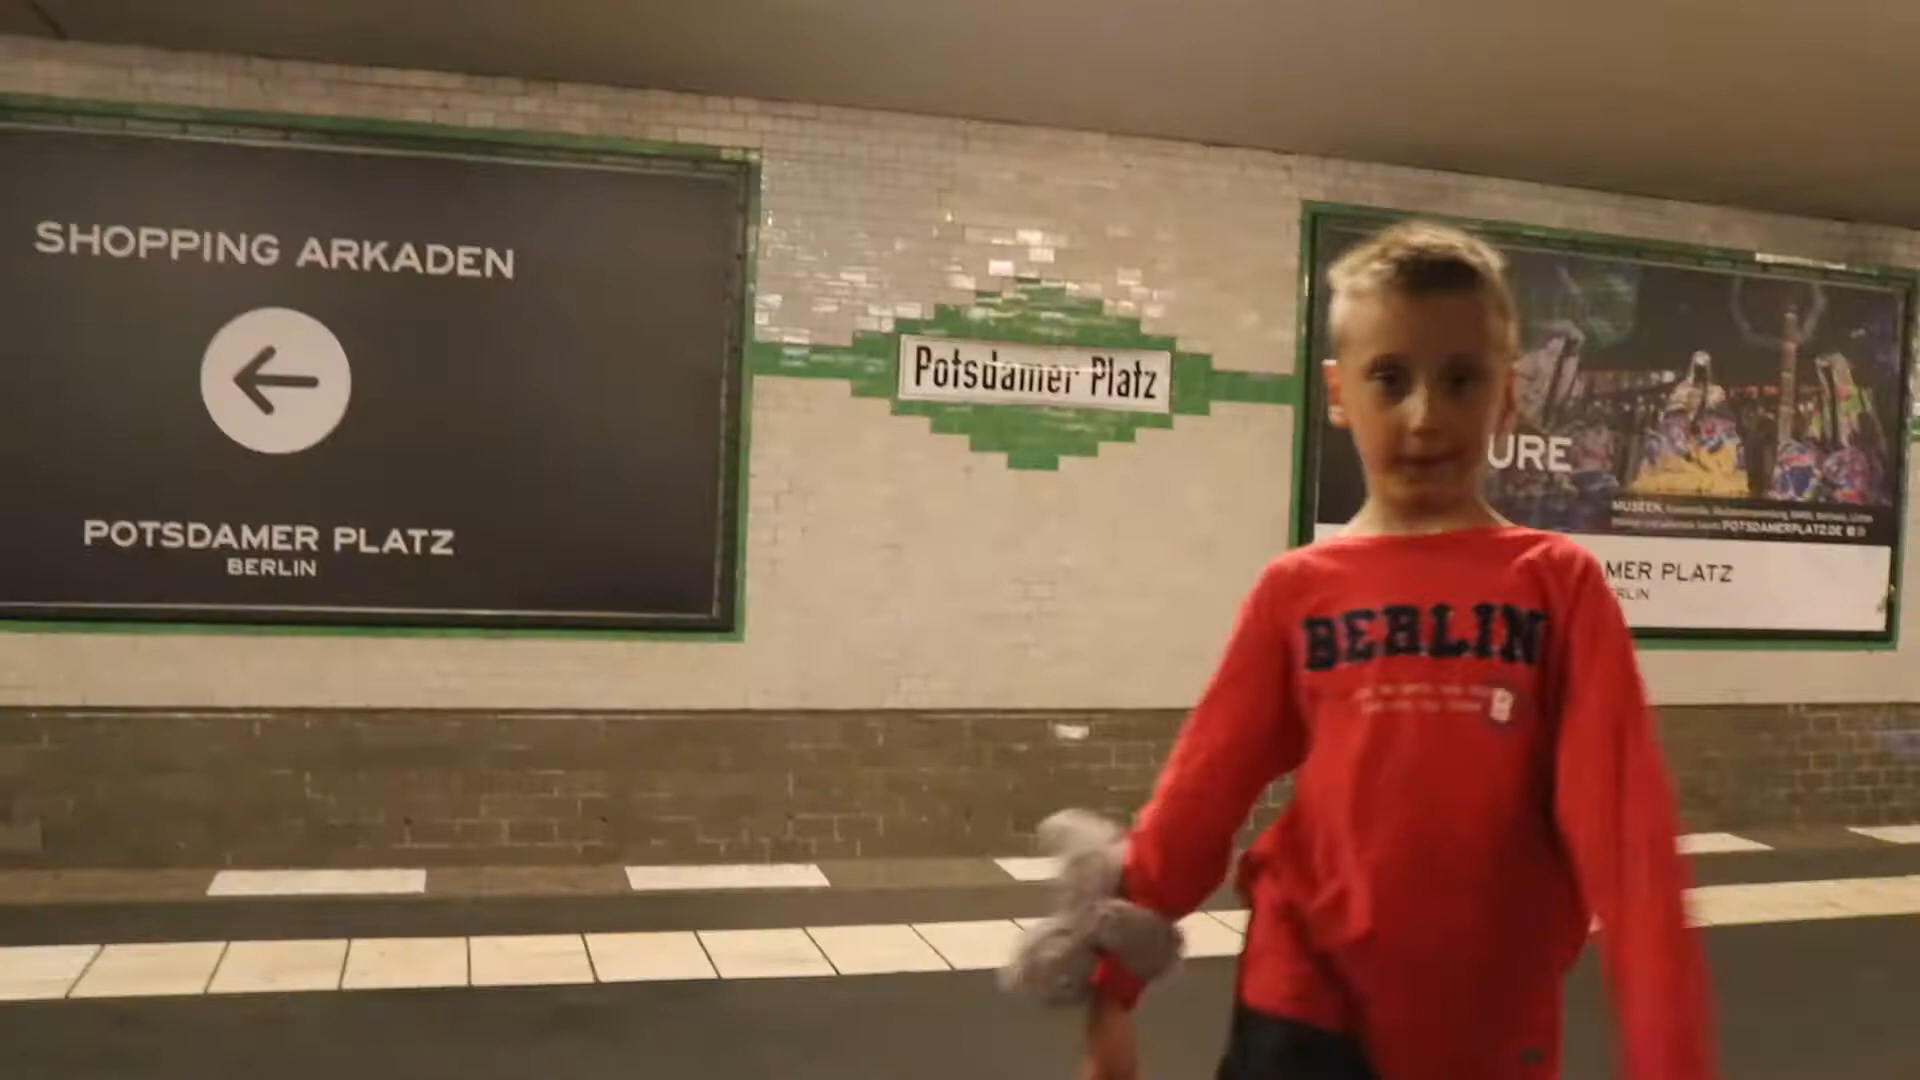 SHOPPING ARKADEN
POTSDAMER PLATZ
BERLIN
Potsdamer Platz
URE
MUSEEN
POTSDAMERPLATZ.DE
MER PLATZ
RLIN
BERLIN